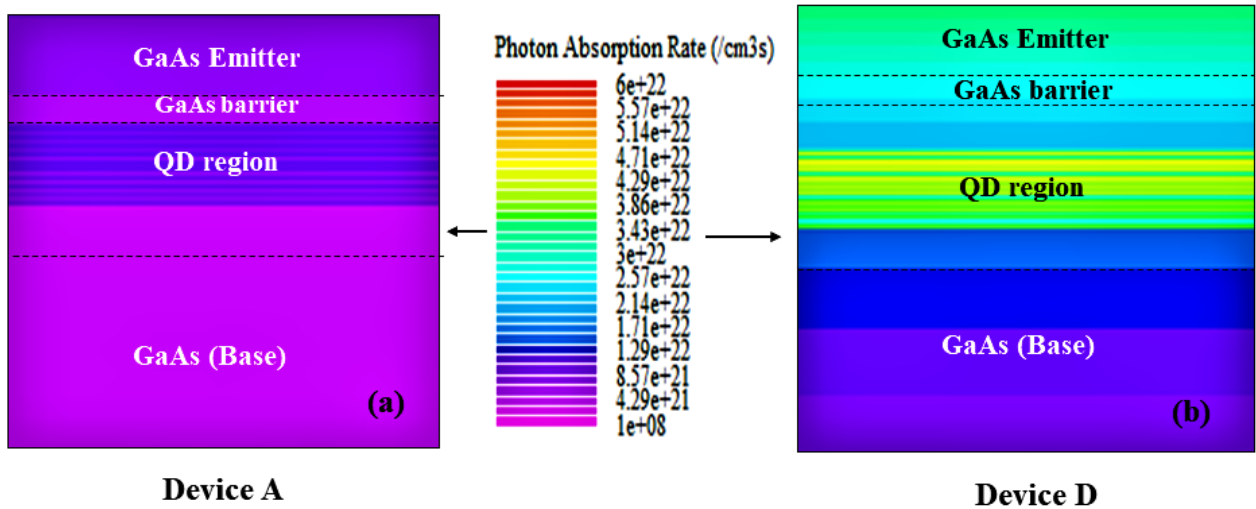 GaAs Emitter
GaAs barrier
QD region
GaAs (Base)
(a)
Device A
Photon Absorption Rate (/cm3s)
6e+22
5.57e+22
5.14e+22
4.71e+22
4.29e+22
3.86e+22
3.43e+22
3e+22
2.57e+22
2.14e+22
1.71e+22
1.29e+22
8.57e+21
4.29e+21
1e+08
GaAs Emitter
GaAs barrier
QD region
GaAs (Base)
(b)
Device D